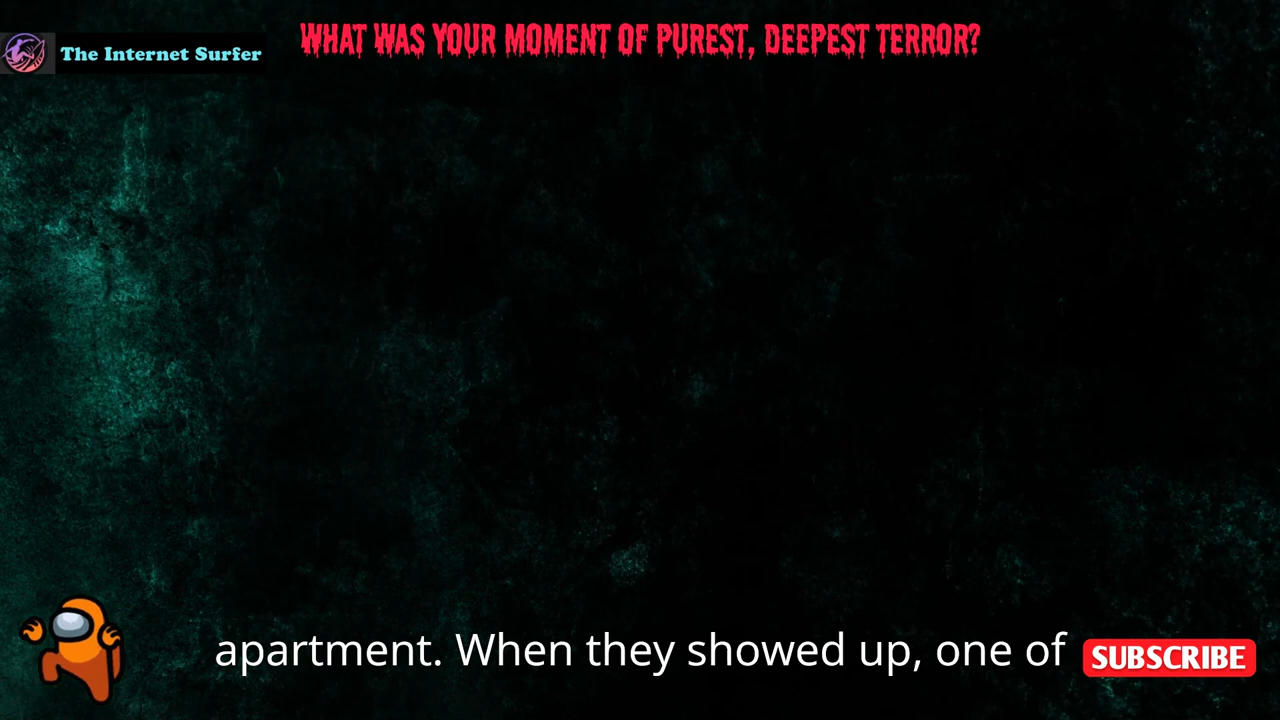 WHAT WAS YOUR MOMENT OF PUREST, DEEPEST TERROR?
The Internet Surfer
apartment. When they showed up, one of
SUBSCRIBE